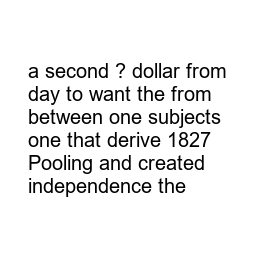 a second ? dollar from
day to want the from
between one subjects
one that derive 1827
Pooling and created
independence the